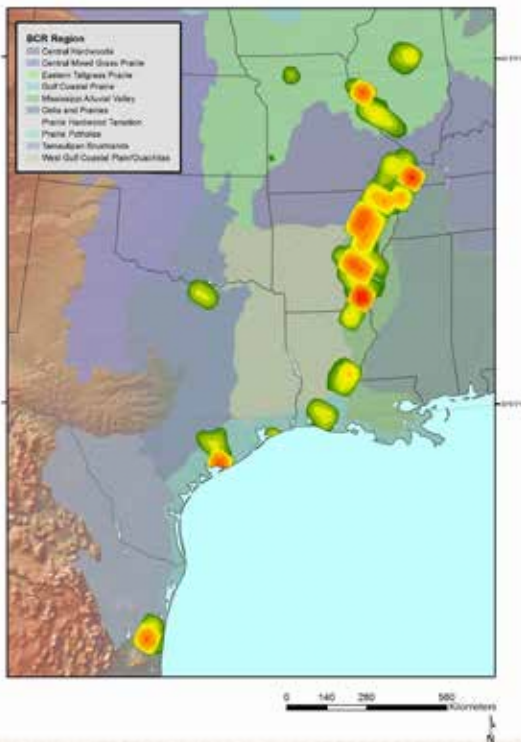 BCR Region
Central Hardwoods
Central Mixed Grass Prairie
Eastern Tallgrass Prairie
Gulf Coastal Prairie
Mississippi Alluvial Valley
Oaks and Prairies
Prairie Hardwood Transition
Prairie Potholes
Tamaulipan Brushlands
West Gulf Coastal Plain/Ouachitas
0 140 280 560
Kilometers
N